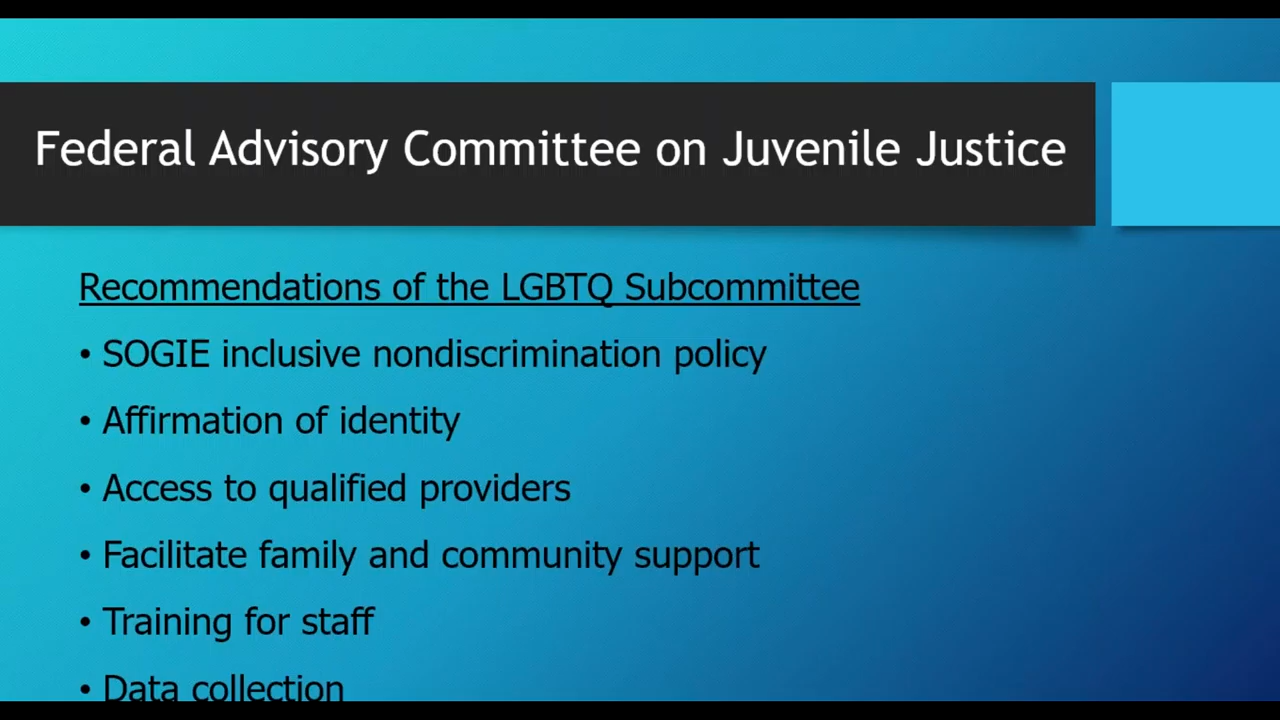 Federal Advisory Committee on Juvenile Justice
Recommendations of the LGBTQ Subcommittee
• SOGIE inclusive nondiscrimination policy
• Affirmation of identity
• Access to qualified providers
• Facilitate family and community support
• Training for staff
• Data collection